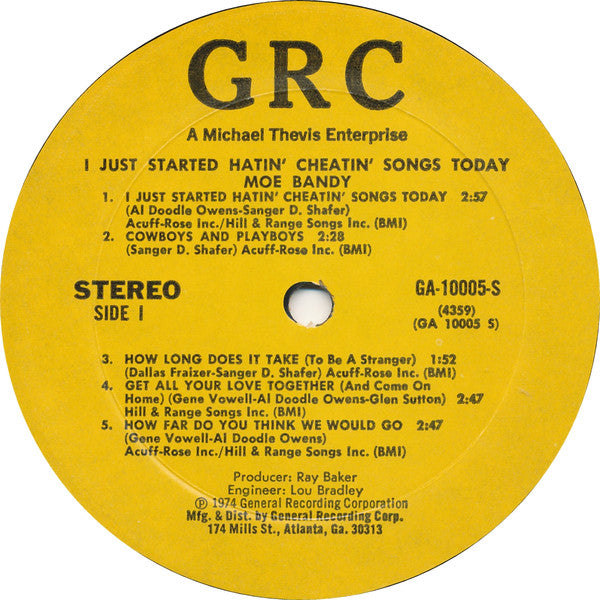 GRC
A Michael Thevis Enterprise
I JUST STARTED HATIN' CHEATIN' SONGS TODAY
MOE BANDY
1. I JUST STARTED HATIN' CHEATIN' SONGS TODAY 2:57
(Al Doodle Owens-Sanger D. Shafer)
Acuff-Rose Inc./Hill & Range Songs Inc. (BMI)
2. COWBOYS AND PLAYBOYS 2:28
(Sanger D. Shafer) Acuff-Rose Inc. (BMI)
STEREO
SIDE I
GA-10005-S
(4359)
(GA 10005 S)
3. HOW LONG DOES IT TAKE (To Be A Stranger) 1:52
(Dallas Fraizer-Sanger D. Shafer) Acuff-Rose Inc. (BMI)
4. GET ALL YOUR LOVE TOGETHER (And Come On
Home) (Gene Vowell-Al Doodle Owens-Glen Sutton) 2:47
Hill & Range Songs Inc. (BMI)
5. HOW FAR DO YOU THINK WE WOULD GO 2:47
(Gene Vowell-Al Doodle Owens)
Acuff-Rose Inc./Hill & Range Songs Inc. (BMI)
Producer: Ray Baker
Engineer: Lou Bradley
℗ 1974 General Recording Corporation
Mfg. & Dist. by General Recording Corp.
174 Mills St., Atlanta, Ga. 30313